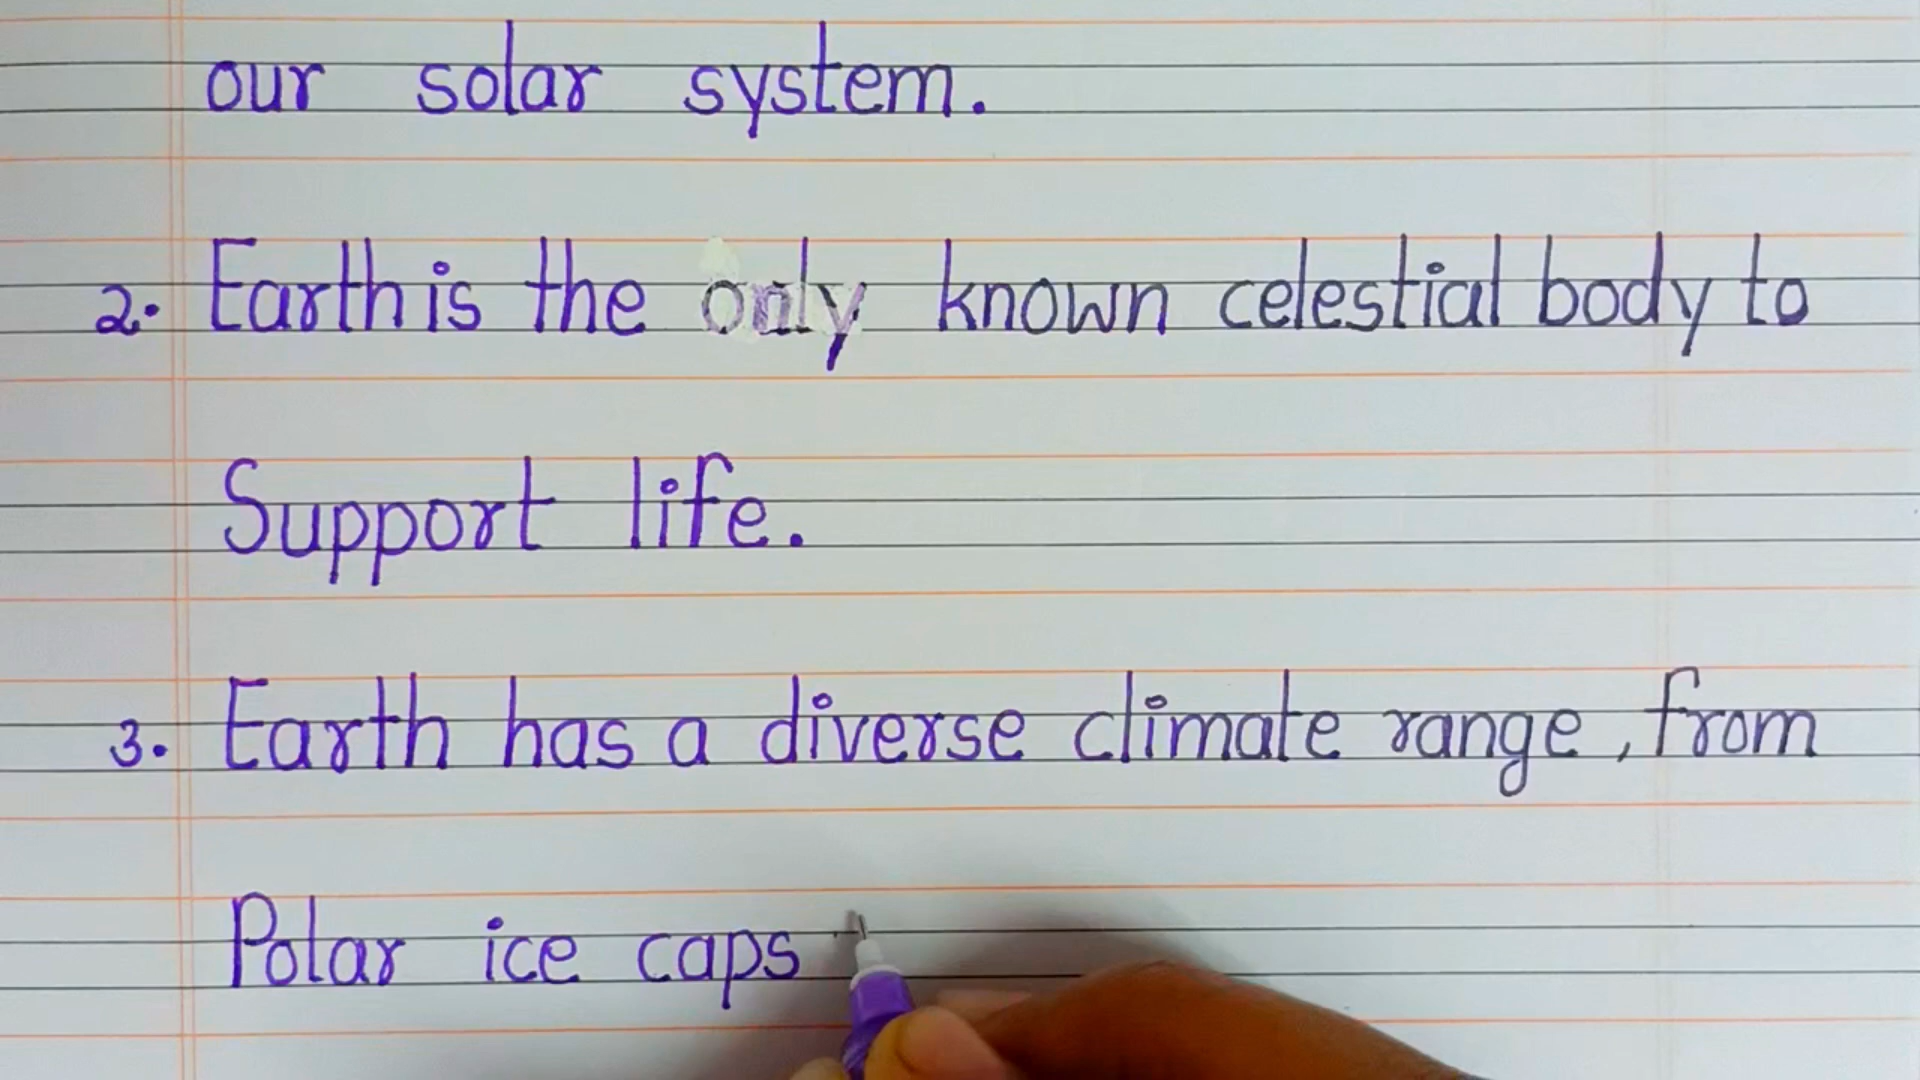 our solar system.
2. Earth is the only known celestial body to
Support life.
3. Earth has a diverse climate range, from
Polar ice caps